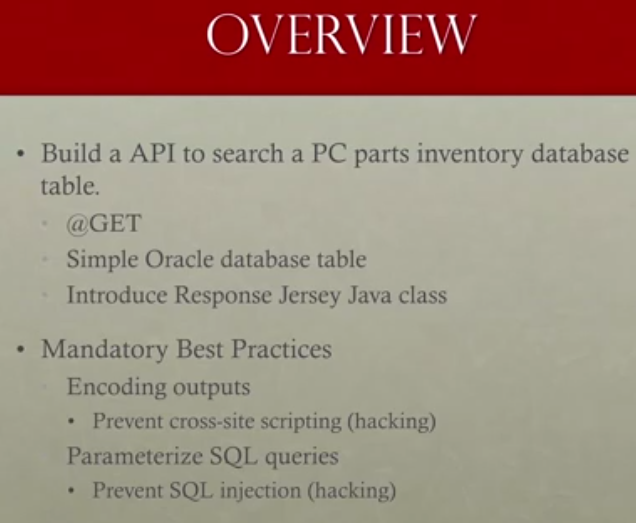 OVERVIEW
• Build a API to search a PC parts inventory database
table.
@GET
Simple Oracle database table
Introduce Response Jersey Java class
• Mandatory Best Practices
Encoding outputs
• Prevent cross-site scripting (hacking)
Parameterize SQL queries
• Prevent SQL injection (hacking)